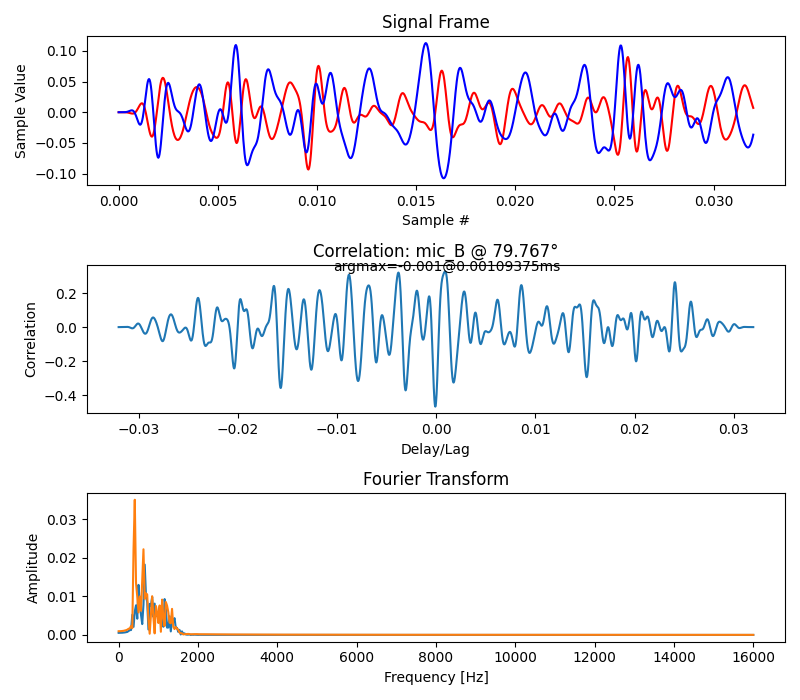 Signal Frame
Sample Value
0.10
0.05
0.00
−0.05
−0.10
0.000 0.005 0.010 0.015 0.020 0.025 0.030
Sample #
Correlation: mic_B @ 79.767°
argmax=-0.001@0.00109375ms
Correlation
0.2
0.0
−0.2
−0.4
−0.03 −0.02 −0.01 0.00 0.01 0.02 0.03
Delay/Lag
Fourier Transform
Amplitude
0.03
0.02
0.01
0.00
0 2000 4000 6000 8000 10000 12000 14000 16000
Frequency [Hz]